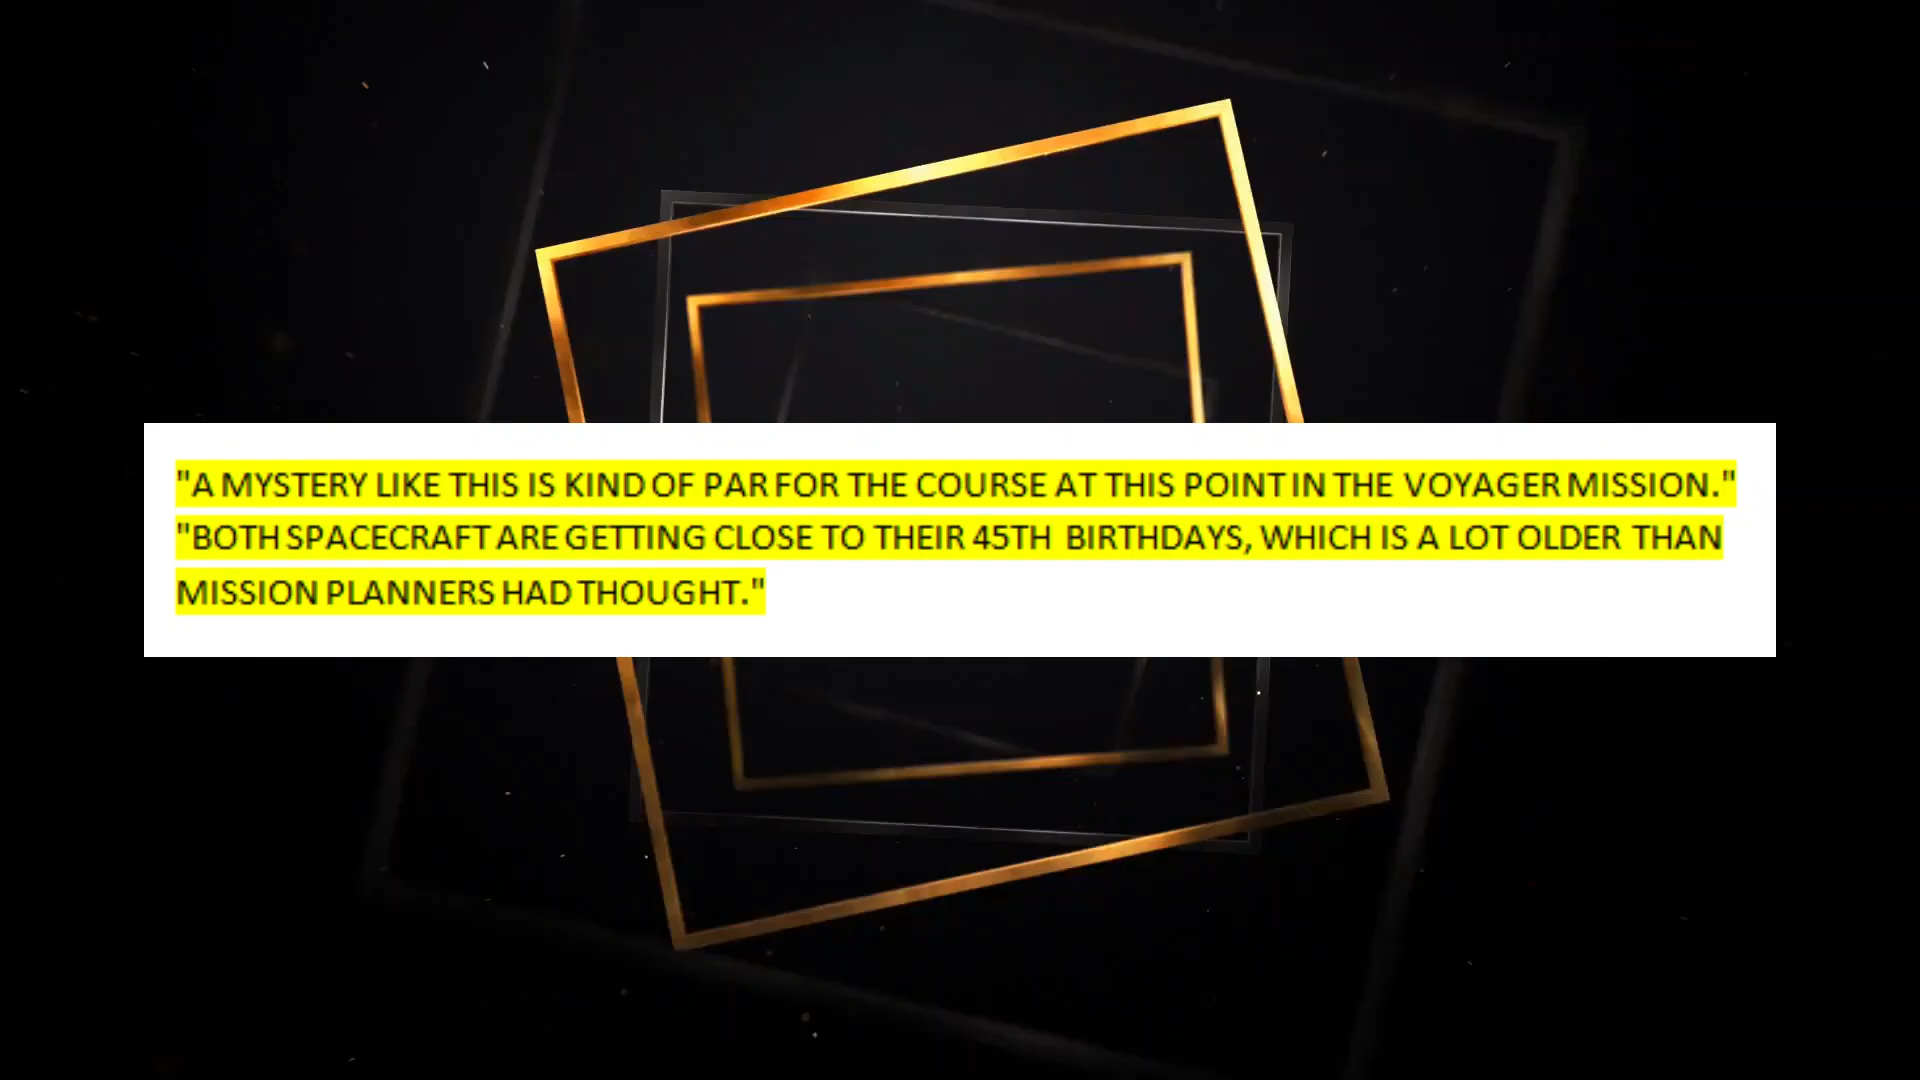 "A MYSTERY LIKE THIS IS KIND OF PAR FOR THE COURSE AT THIS POINT IN THE VOYAGER MISSION."
"BOTH SPACECRAFT ARE GETTING CLOSE TO THEIR 45TH BIRTHDAYS, WHICH IS A LOT OLDER THAN
MISSION PLANNERS HAD THOUGHT."